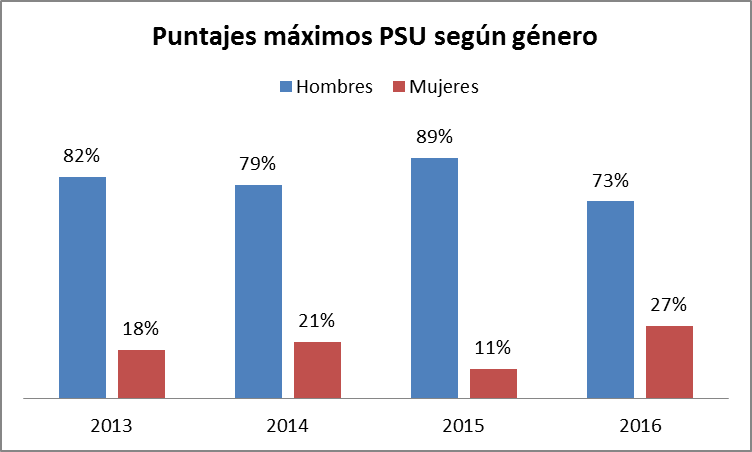 Puntajes máximos PSU según género
Hombres Mujeres
82% 79% 89% 73%
18% 21% 11% 27%
2013 2014 2015 2016